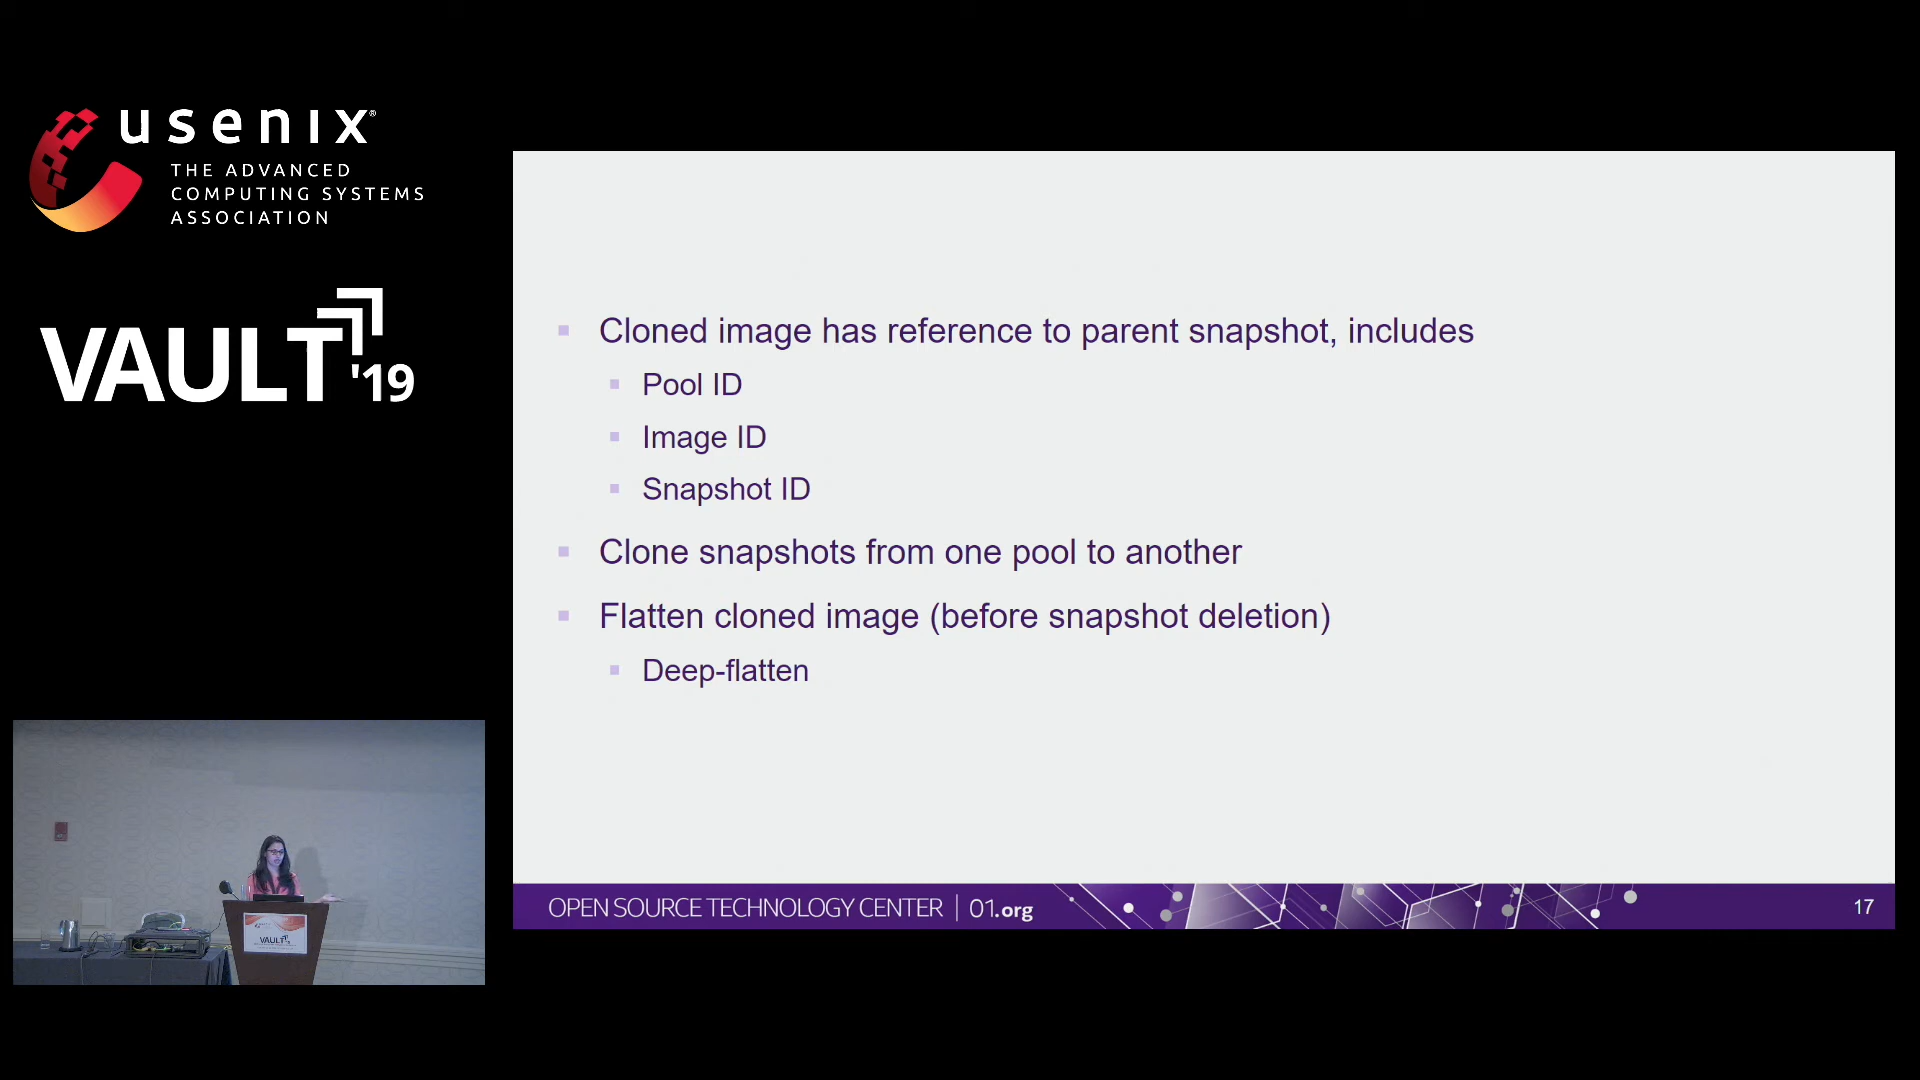 usenix®
THE ADVANCED
COMPUTING SYSTEMS
ASSOCIATION
VAULT '19
Cloned image has reference to parent snapshot, includes
Pool ID
Image ID
Snapshot ID
Clone snapshots from one pool to another
Flatten cloned image (before snapshot deletion)
Deep-flatten
OPEN SOURCE TECHNOLOGY CENTER | 01.org
17
VAULT